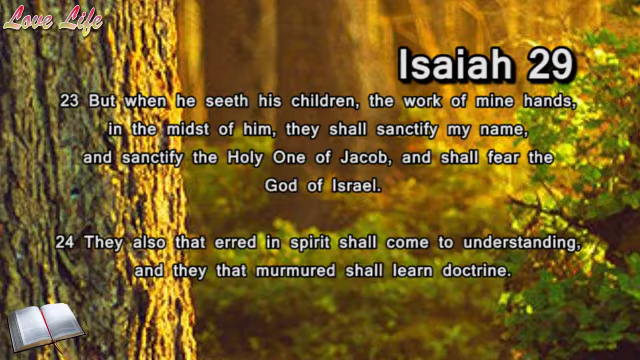 Love Life
Isaiah 29
23 But when he seeth his children, the work of mine hands,
in the midst of him, they shall sanctify my name,
and sanctify the Holy One of Jacob, and shall fear the
God of Israel.
24 They also that erred in spirit shall come to understanding,
and they that murmured shall learn doctrine.